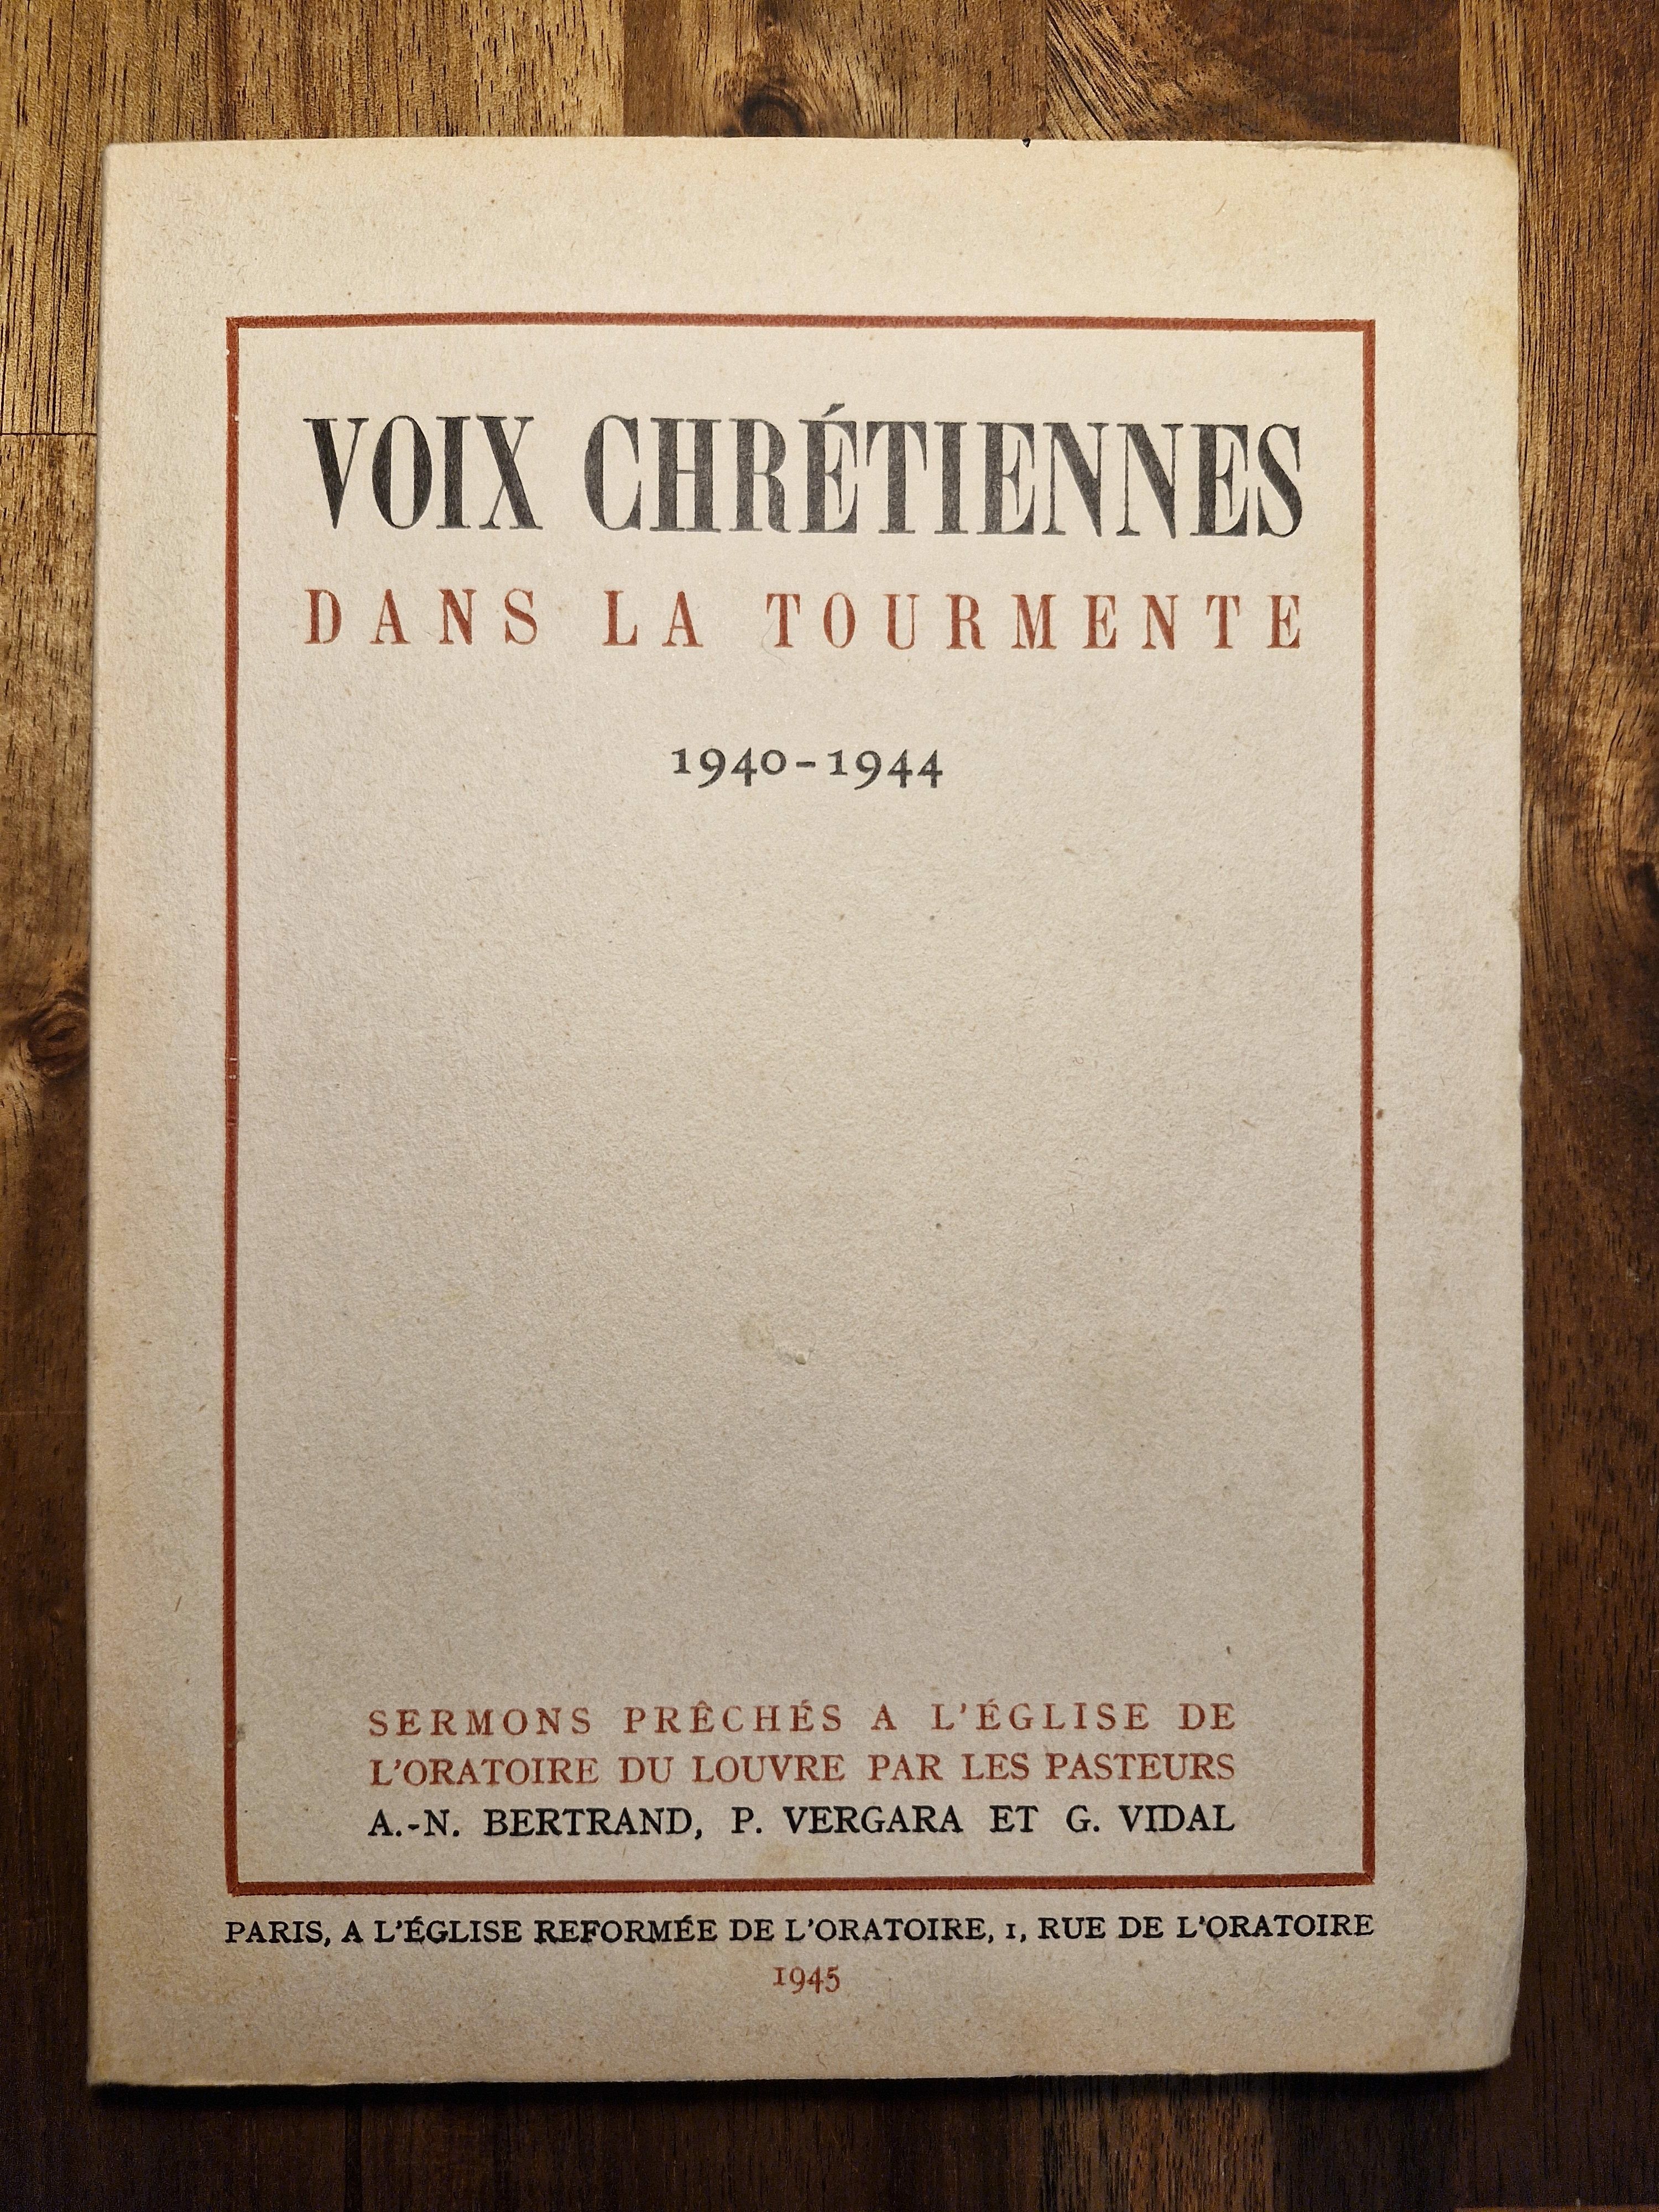 VOIX CHRÉTIENNES
DANS LA TOURMENTE
1940-1944
SERMONS PRÊCHÉS A L'ÉGLISE DE
L'ORATOIRE DU LOUVRE PAR LES PASTEURS
A.-N. BERTRAND, P. VERGARA ET G. VIDAL
PARIS, A L'ÉGLISE REFORMÉE DE L'ORATOIRE, 1, RUE DE L'ORATOIRE
1945